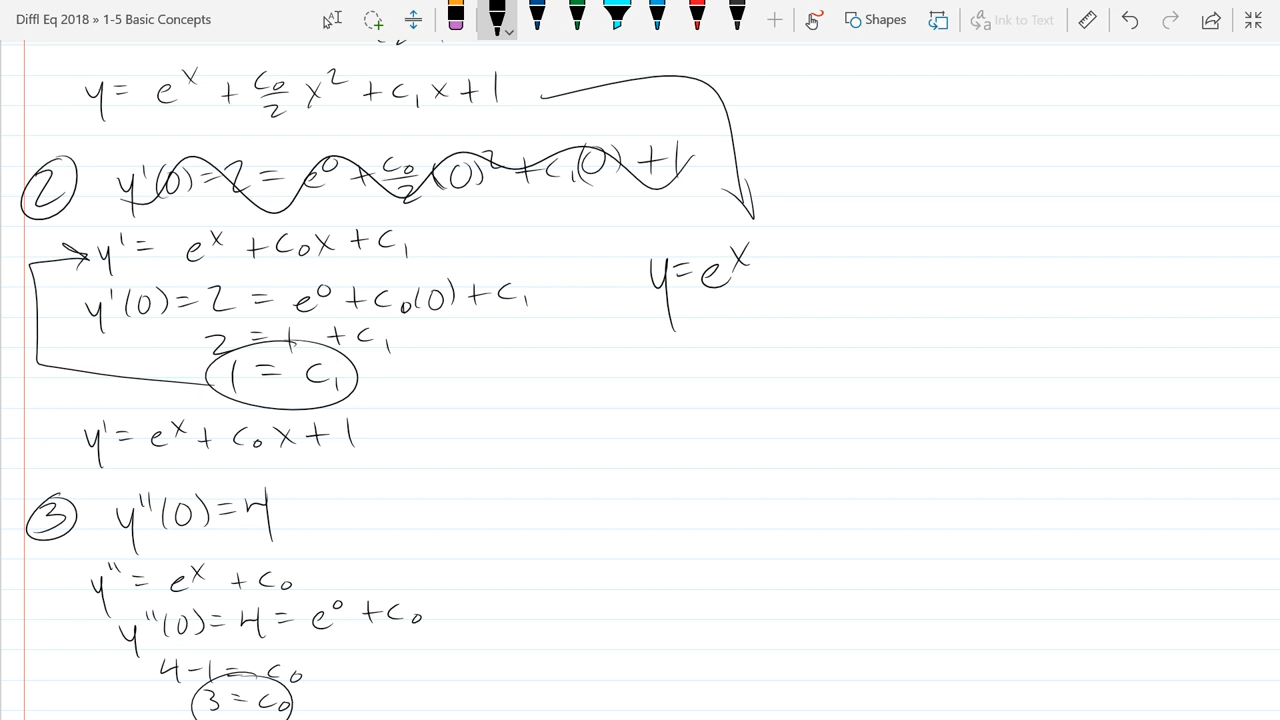 Diffl Eq 2018 » 1-5 Basic Concepts
Shapes
Ink to Text
y = e^x + c₀/2 x² + c₁x + 1
② y'(0) = 2 = e⁰ + c₀/2 (0)² + c₁(0) + 1
y' = e^x + c₀x + c₁
y = e^x
y'(0) = 2 = e⁰ + c₀(0) + c₁
2 = 1 + c₁
1 = c₁
y' = e^x + c₀x + 1
③ y''(0) = 4
y'' = e^x + c₀
y''(0) = 4 = e⁰ + c₀
4 - 1 = c₀
3 = c₀